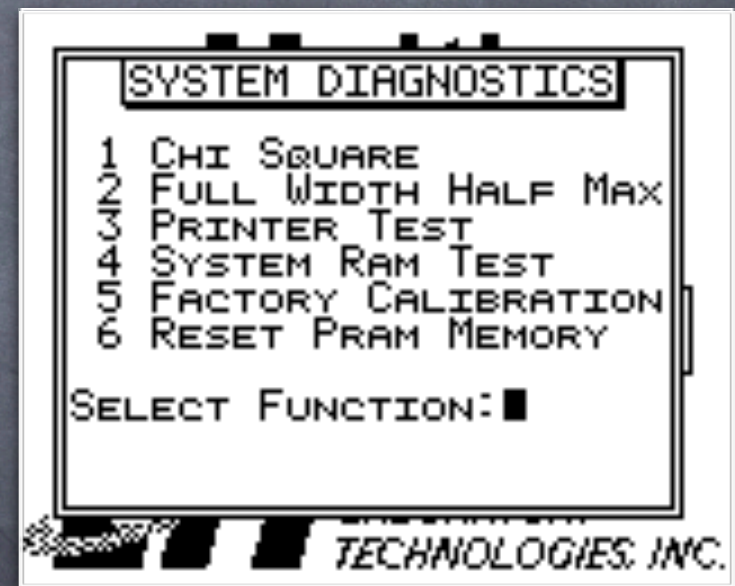 SYSTEM DIAGNOSTICS
1 CHI SQUARE
2 FULL WIDTH HALF MAX
3 PRINTER TEST
4 SYSTEM RAM TEST
5 FACTORY CALIBRATION
6 RESET PRAM MEMORY
SELECT FUNCTION:
TECHNOLOGIES, INC.